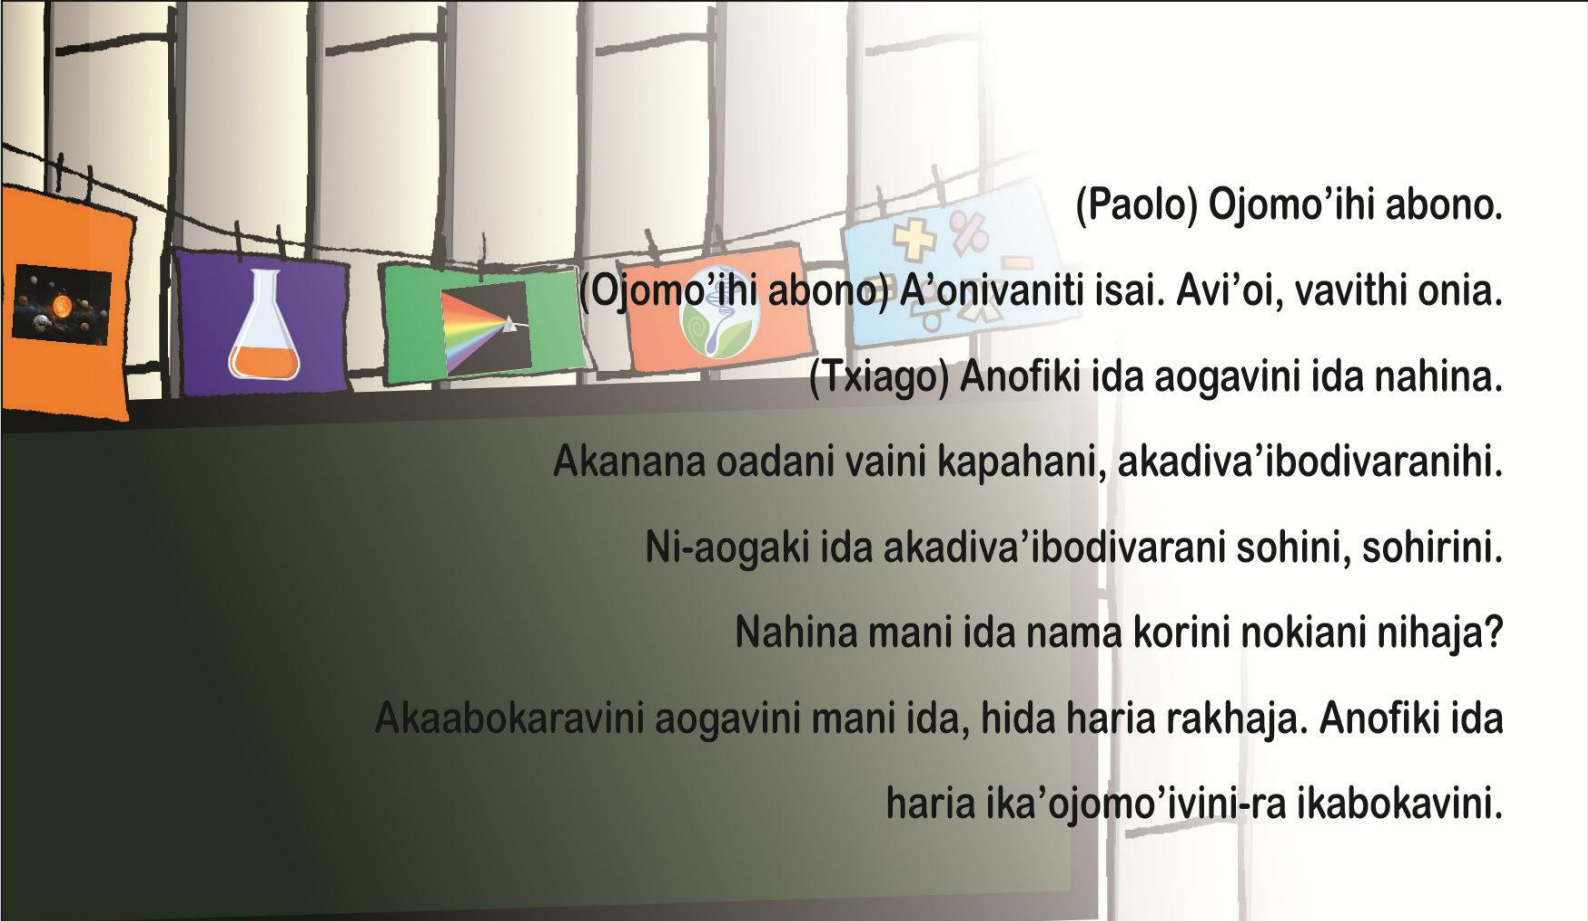 (Paolo) Ojomo’ihi abono.
(Ojomo’ihi abono) A’onivaniti isai. Avi’oi, vavithi onia.
(Txiago) Anofiki ida aogavini ida nahina.
Akanana oadani vaini kapahani, akadiva’ibodivaranihi.
Ni-aogaki ida akadiva’ibodivarani sohini, sohirini.
Nahina mani ida nama korini nokiani nihaja?
Akaabokaravini aogavini mani ida, hida haria rakhaja. Anofiki ida
haria ika’ojomo’ivini-ra ikabokavini.